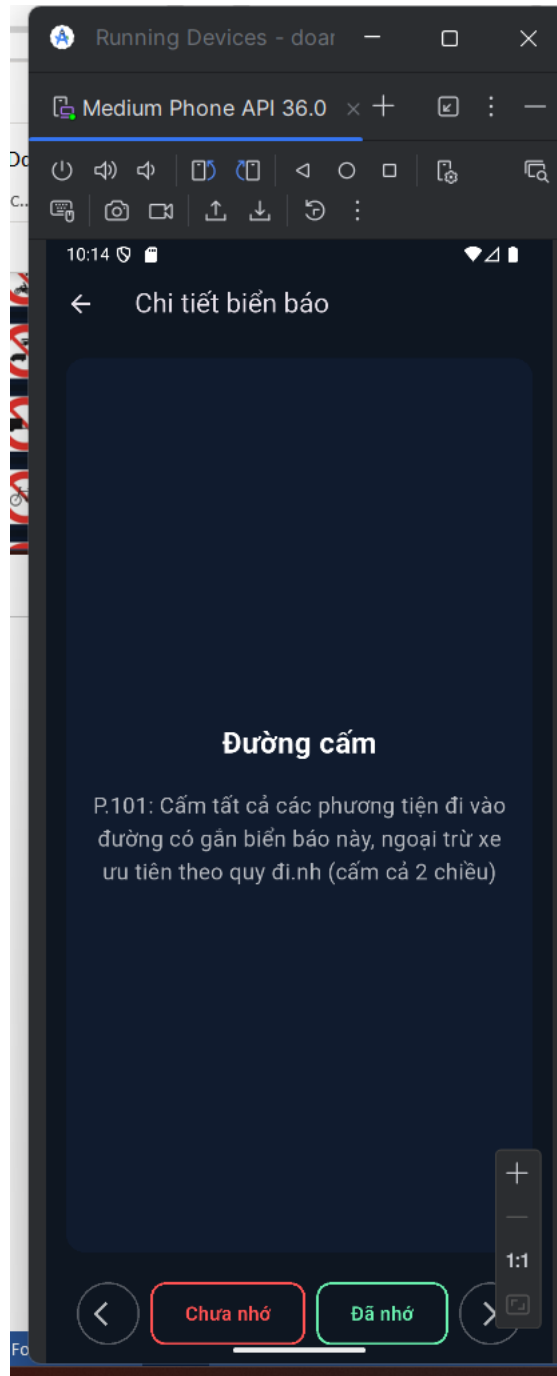 Running Devices - doar
Medium Phone API 36.0
10:14
Chi tiết biển báo
Đường cấm
P.101: Cấm tất cả các phương tiện đi vào
đường có gắn biển báo này, ngoại trừ xe
ưu tiên theo quy đi.nh (cấm cả 2 chiều)
1:1
Chưa nhớ
Đã nhớ
Fo